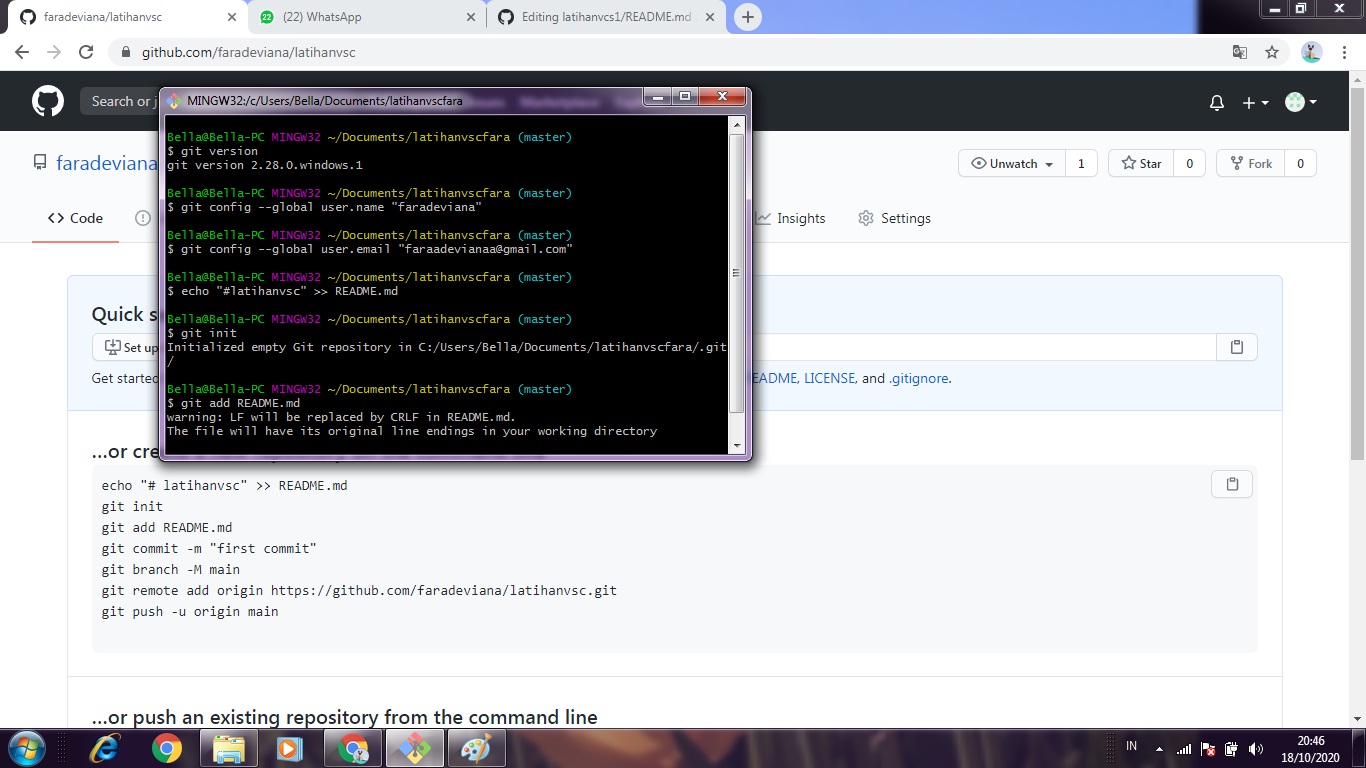 faradeviana/latihanvsc
(22) WhatsApp
Editing latihanvcs1/README.md
github.com/faradeviana/latihanvsc
Search or j
MINGW32:/c/Users/Bella/Documents/latihanvscfara
faradeviana
Unwatch 1
Star 0
Fork 0
Code
Insights
Settings
Bella@Bella-PC MINGW32 ~/Documents/latihanvscfara (master)
$ git version
git version 2.28.0.windows.1
Bella@Bella-PC MINGW32 ~/Documents/latihanvscfara (master)
$ git config --global user.name "faradeviana"
Bella@Bella-PC MINGW32 ~/Documents/latihanvscfara (master)
$ git config --global user.email "faraadevianaa@gmail.com"
Bella@Bella-PC MINGW32 ~/Documents/latihanvscfara (master)
$ echo "#latihanvsc" >> README.md
Bella@Bella-PC MINGW32 ~/Documents/latihanvscfara (master)
$ git init
Initialized empty Git repository in C:/Users/Bella/Documents/latihanvscfara/.git
/
Bella@Bella-PC MINGW32 ~/Documents/latihanvscfara (master)
$ git add README.md
warning: LF will be replaced by CRLF in README.md.
The file will have its original line endings in your working directory
Quick s
Set up
Get started
EADME, LICENSE, and .gitignore.
...or cre
echo "# latihanvsc" >> README.md
git init
git add README.md
git commit -m "first commit"
git branch -M main
git remote add origin https://github.com/faradeviana/latihanvsc.git
git push -u origin main
...or push an existing repository from the command line
IN
20:46
18/10/2020